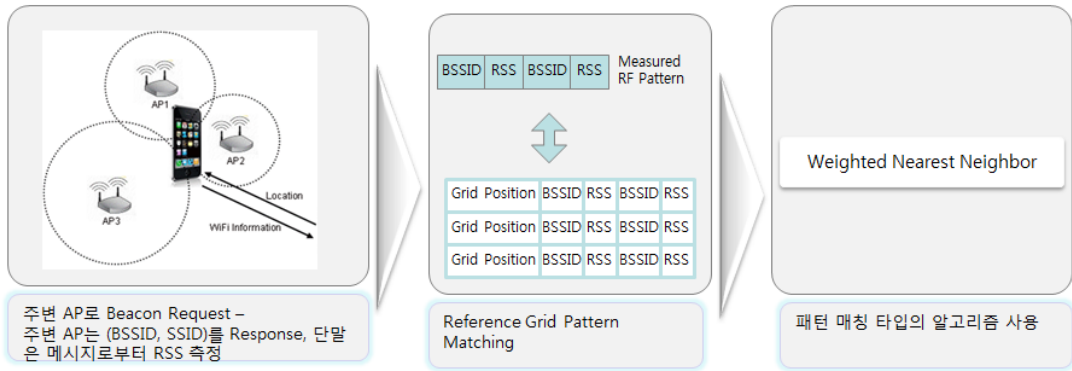 AP1
AP2
AP3
Location
WiFi Information
주변 AP로 Beacon Request –
주변 AP는 (BSSID, SSID)를 Response, 단말
은 메시지로부터 RSS 측정
BSSID RSS BSSID RSS
Measured
RF Pattern
Grid Position BSSID RSS BSSID RSS
Grid Position BSSID RSS BSSID RSS
Grid Position BSSID RSS BSSID RSS
Reference Grid Pattern
Matching
Weighted Nearest Neighbor
패턴 매칭 타입의 알고리즘 사용